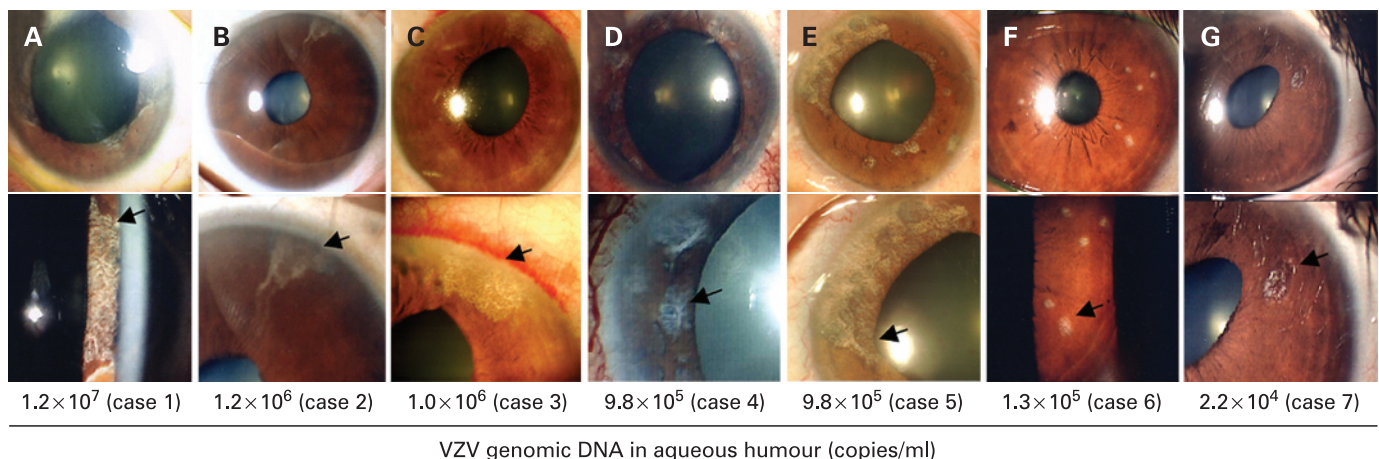 A B C D E F G
1.2×10⁷ (case 1) 1.2×10⁶ (case 2) 1.0×10⁶ (case 3) 9.8×10⁵ (case 4) 9.8×10⁵ (case 5) 1.3×10⁵ (case 6) 2.2×10⁴ (case 7)
VZV genomic DNA in aqueous humour (copies/ml)